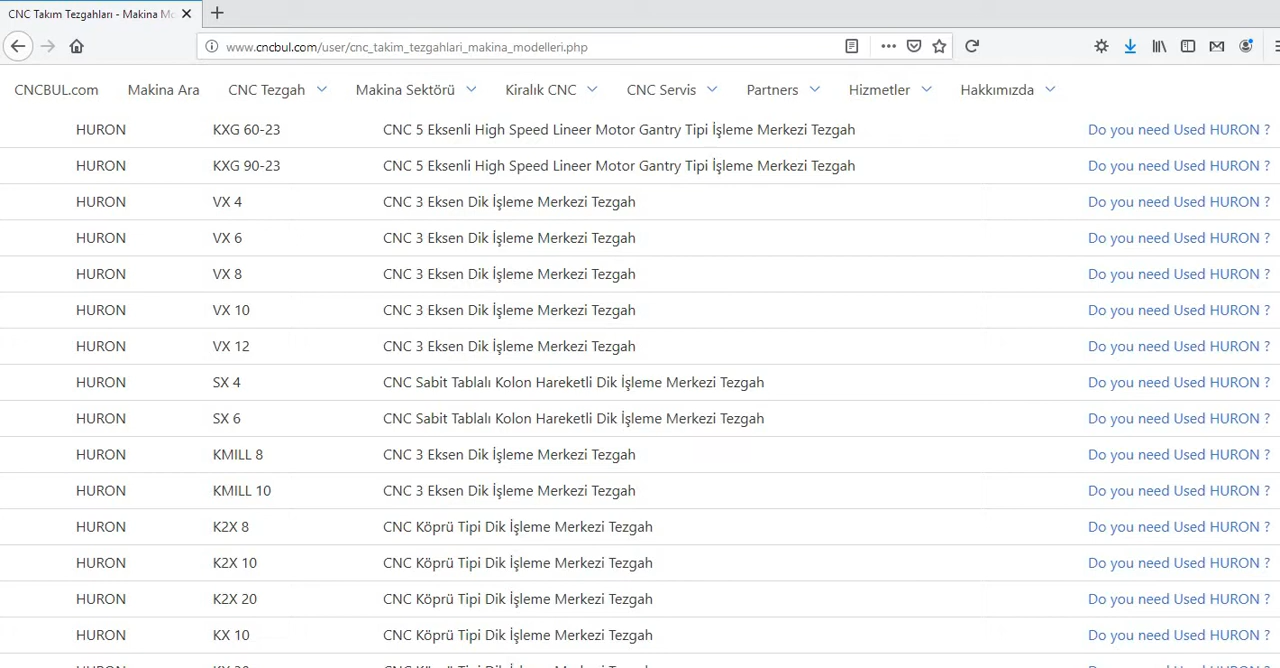 CNC Takım Tezgahları - Makina Mo
www.cncbul.com/user/cnc_takim_tezgahlari_makina_modelleri.php
CNCBUL.com Makina Ara CNC Tezgah Makina Sektörü Kiralık CNC CNC Servis Partners Hizmetler Hakkımızda
HURON KXG 60-23 CNC 5 Eksenli High Speed Lineer Motor Gantry Tipi İşleme Merkezi Tezgah Do you need Used HURON ?
HURON KXG 90-23 CNC 5 Eksenli High Speed Lineer Motor Gantry Tipi İşleme Merkezi Tezgah Do you need Used HURON ?
HURON VX 4 CNC 3 Eksen Dik İşleme Merkezi Tezgah Do you need Used HURON ?
HURON VX 6 CNC 3 Eksen Dik İşleme Merkezi Tezgah Do you need Used HURON ?
HURON VX 8 CNC 3 Eksen Dik İşleme Merkezi Tezgah Do you need Used HURON ?
HURON VX 10 CNC 3 Eksen Dik İşleme Merkezi Tezgah Do you need Used HURON ?
HURON VX 12 CNC 3 Eksen Dik İşleme Merkezi Tezgah Do you need Used HURON ?
HURON SX 4 CNC Sabit Tablalı Kolon Hareketli Dik İşleme Merkezi Tezgah Do you need Used HURON ?
HURON SX 6 CNC Sabit Tablalı Kolon Hareketli Dik İşleme Merkezi Tezgah Do you need Used HURON ?
HURON KMILL 8 CNC 3 Eksen Dik İşleme Merkezi Tezgah Do you need Used HURON ?
HURON KMILL 10 CNC 3 Eksen Dik İşleme Merkezi Tezgah Do you need Used HURON ?
HURON K2X 8 CNC Köprü Tipi Dik İşleme Merkezi Tezgah Do you need Used HURON ?
HURON K2X 10 CNC Köprü Tipi Dik İşleme Merkezi Tezgah Do you need Used HURON ?
HURON K2X 20 CNC Köprü Tipi Dik İşleme Merkezi Tezgah Do you need Used HURON ?
HURON KX 10 CNC Köprü Tipi Dik İşleme Merkezi Tezgah Do you need Used HURON ?